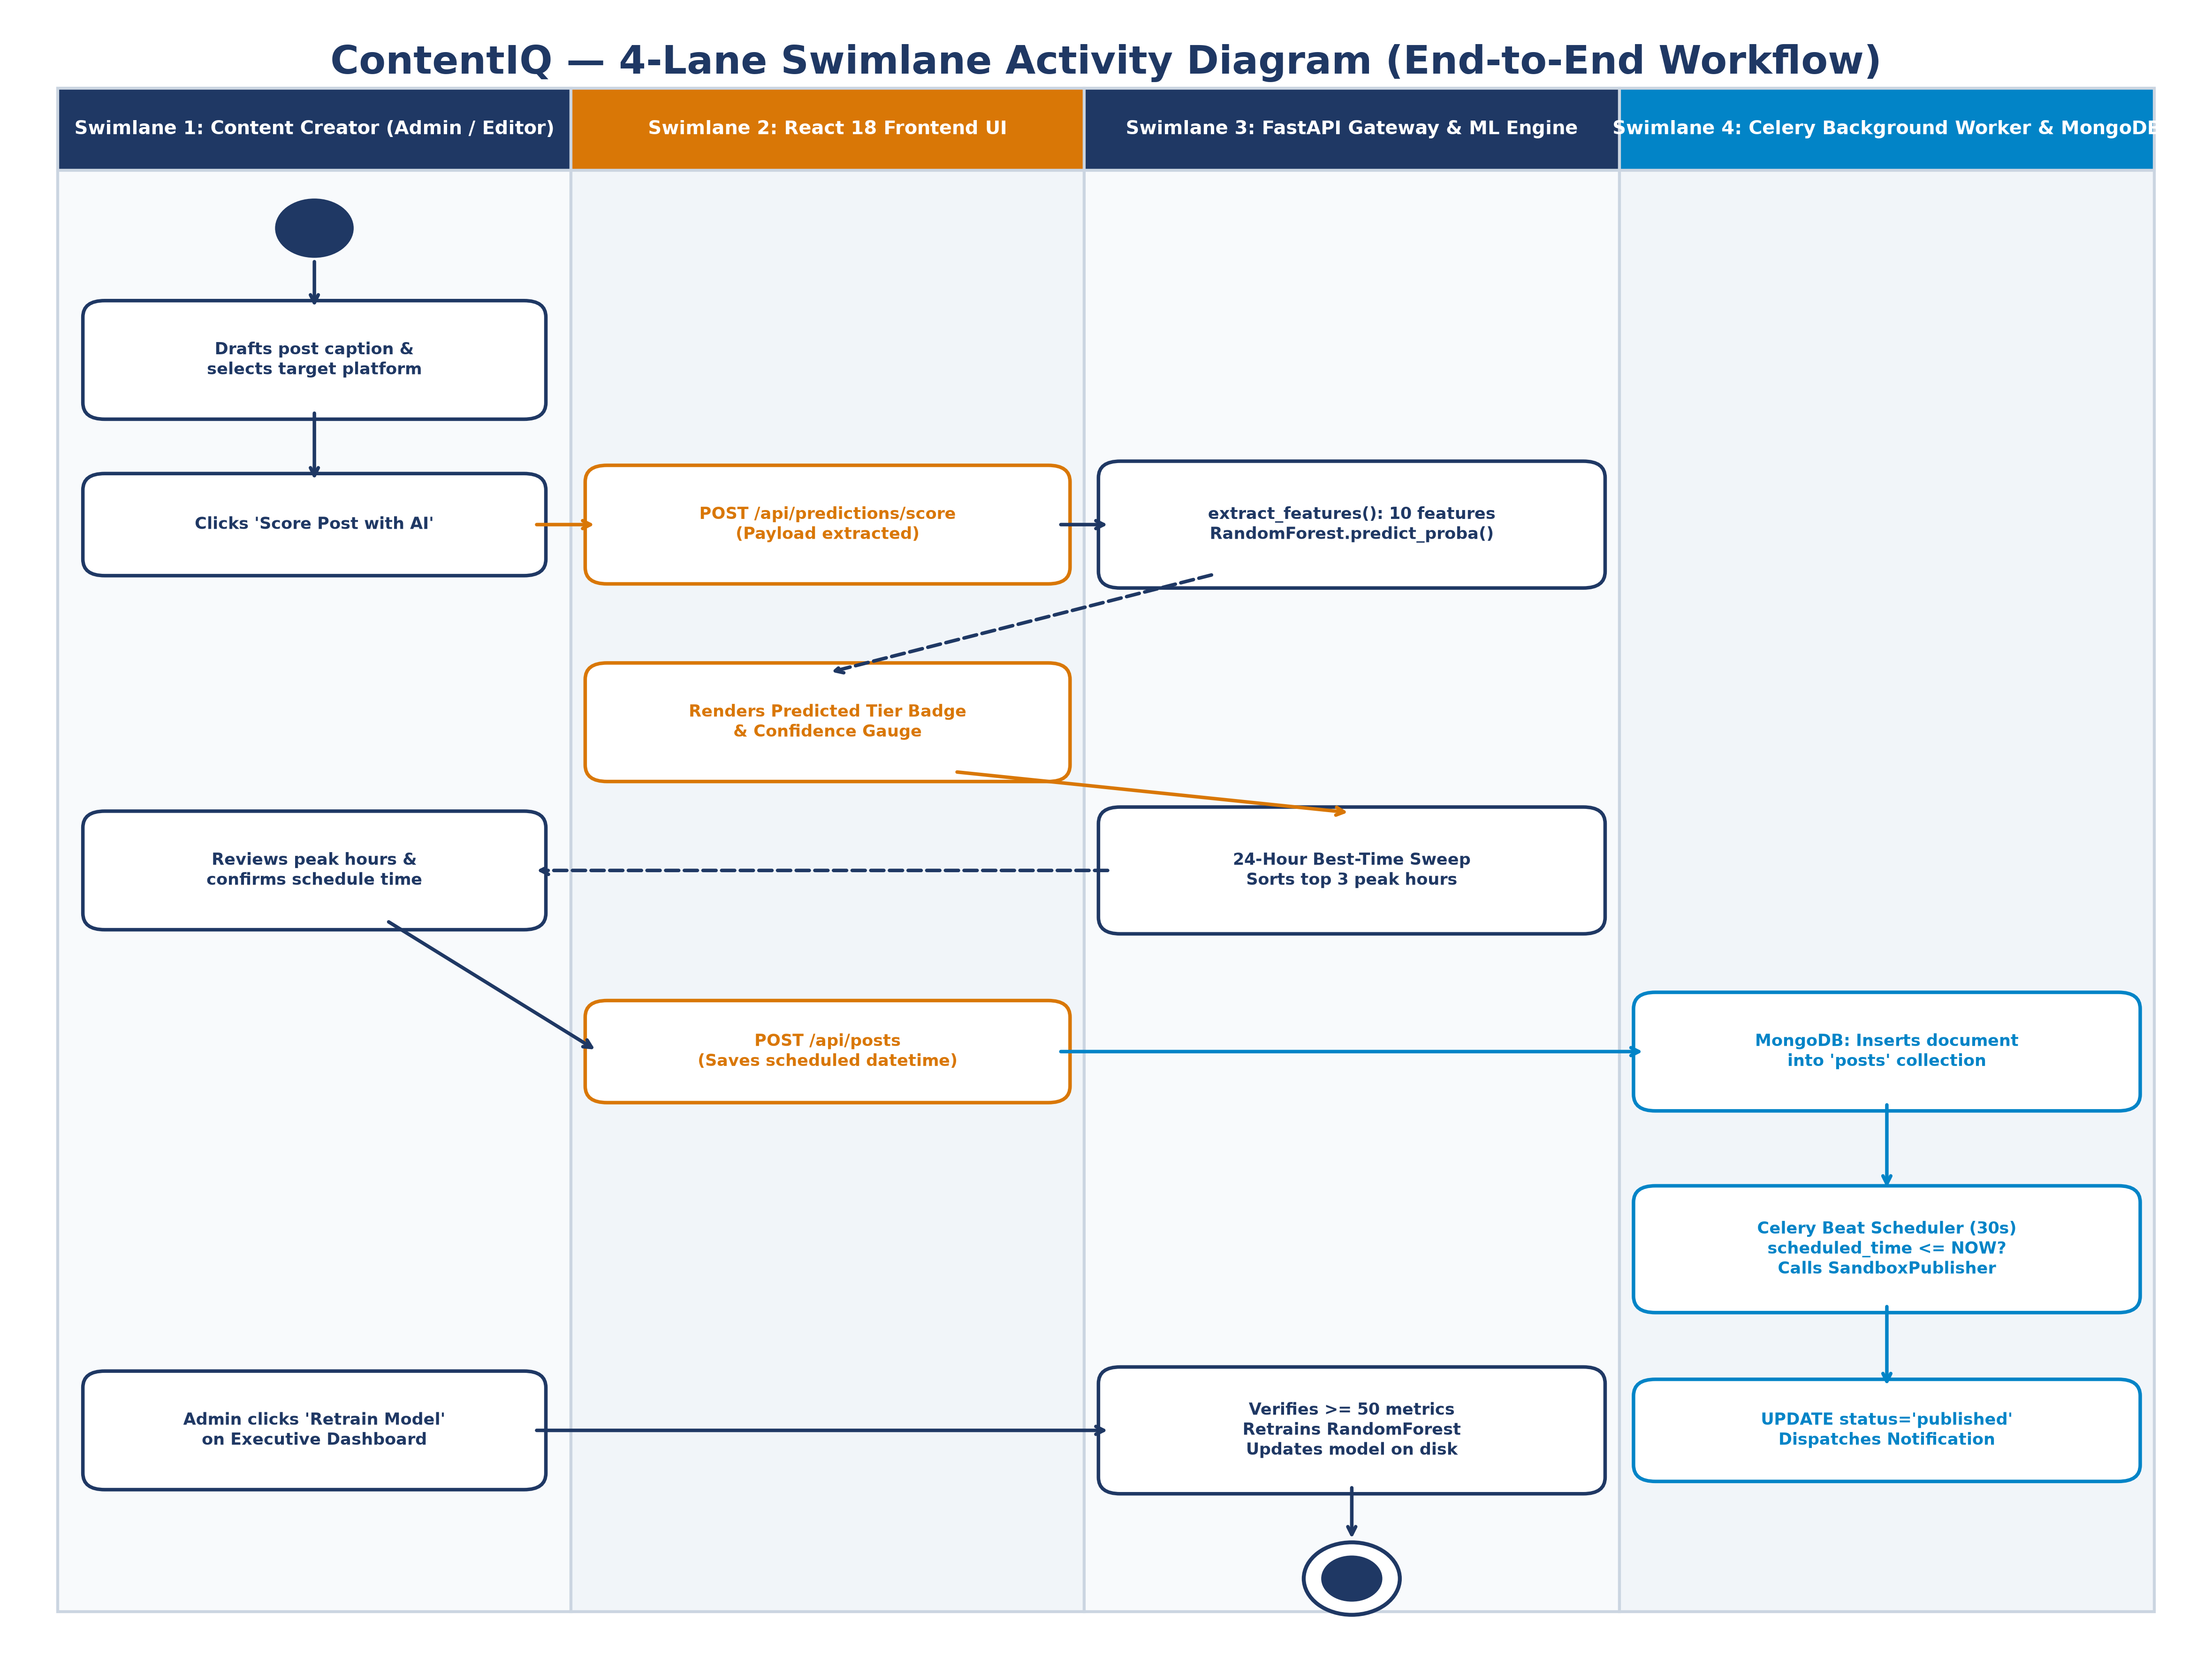 ContentIQ — 4-Lane Swimlane Activity Diagram (End-to-End Workflow)
Swimlane 1: Content Creator (Admin / Editor)
Swimlane 2: React 18 Frontend UI
Swimlane 3: FastAPI Gateway & ML Engine
Swimlane 4: Celery Background Worker & MongoDB
Drafts post caption &
selects target platform
Clicks 'Score Post with AI'
POST /api/predictions/score
(Payload extracted)
extract_features(): 10 features
RandomForest.predict_proba()
Renders Predicted Tier Badge
& Confidence Gauge
Reviews peak hours &
confirms schedule time
24-Hour Best-Time Sweep
Sorts top 3 peak hours
POST /api/posts
(Saves scheduled datetime)
MongoDB: Inserts document
into 'posts' collection
Celery Beat Scheduler (30s)
scheduled_time <= NOW?
Calls SandboxPublisher
Admin clicks 'Retrain Model'
on Executive Dashboard
Verifies >= 50 metrics
Retrains RandomForest
Updates model on disk
UPDATE status='published'
Dispatches Notification